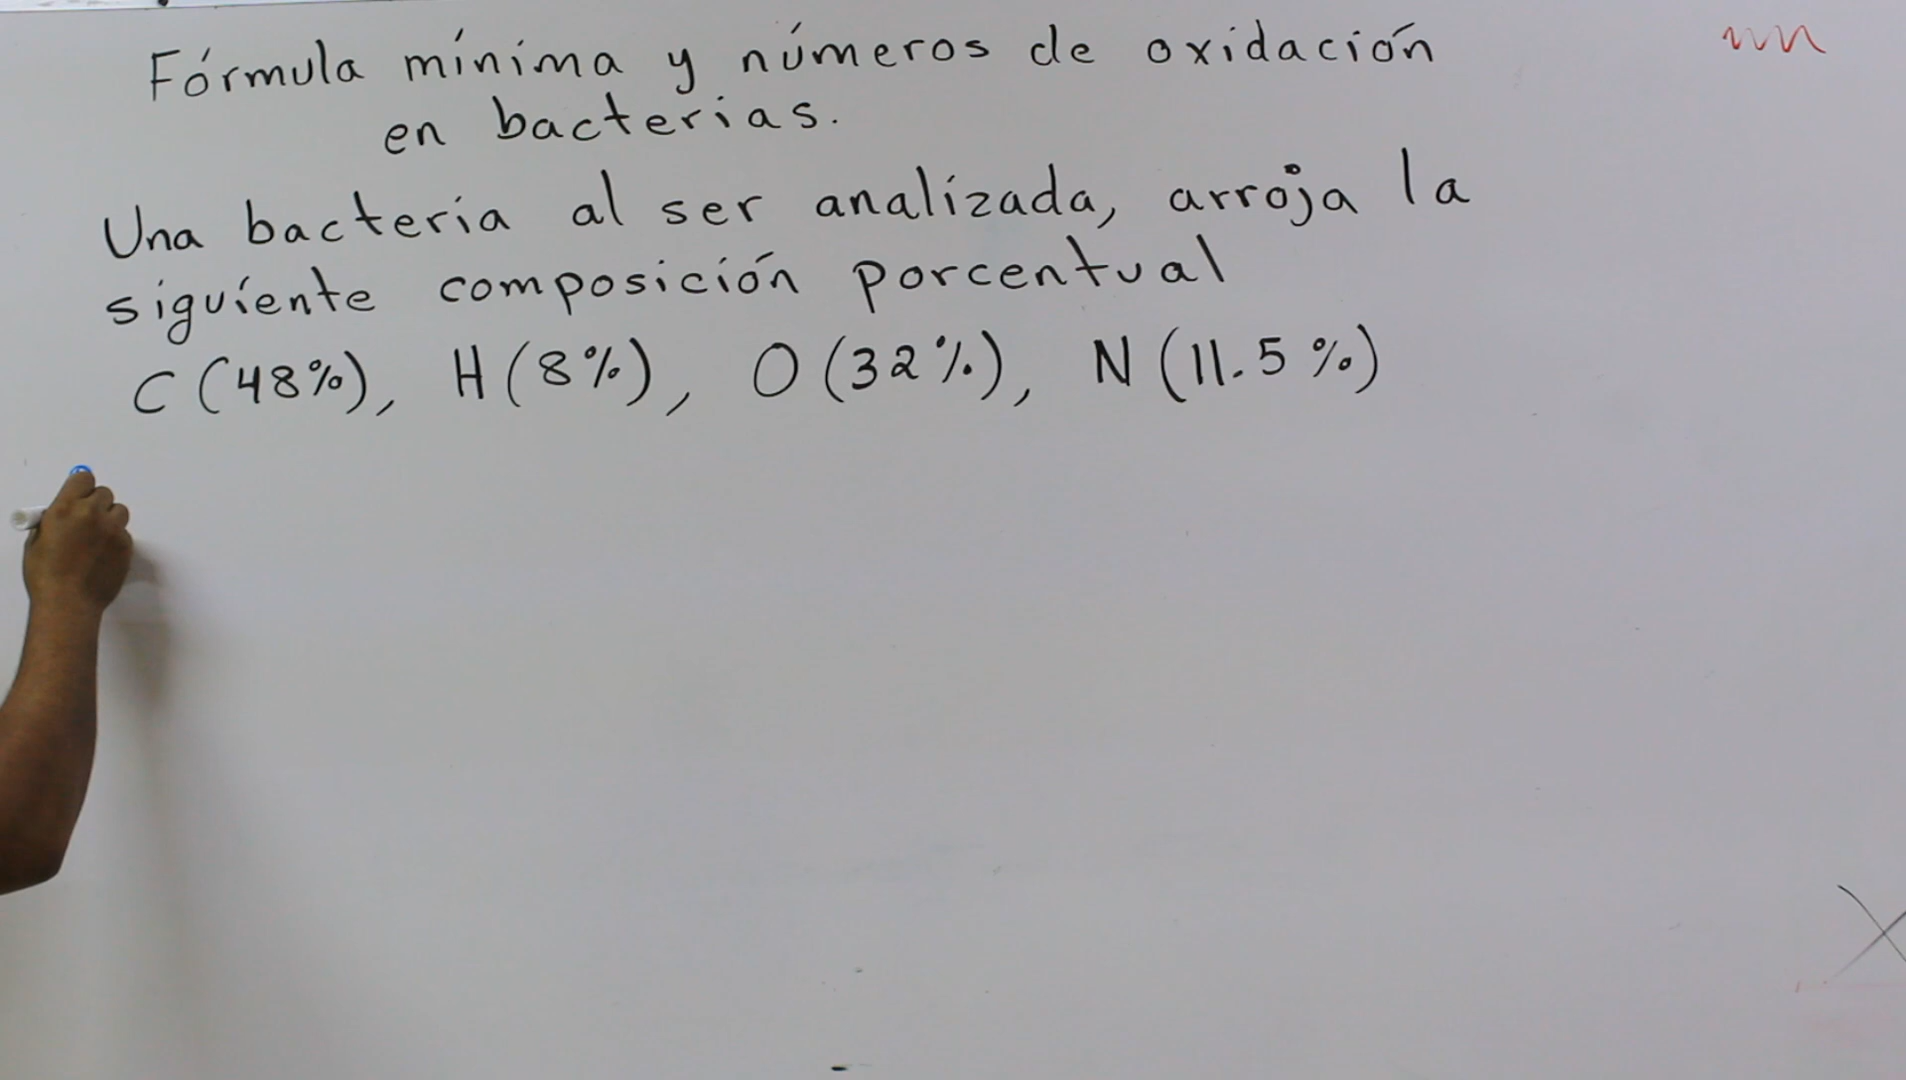 Fórmula mínima y números de oxidación
en bacterias.
Una bacteria al ser analizada, arroja la
siguiente composición porcentual
C (48%), H (8%), O (32%), N (11.5%)